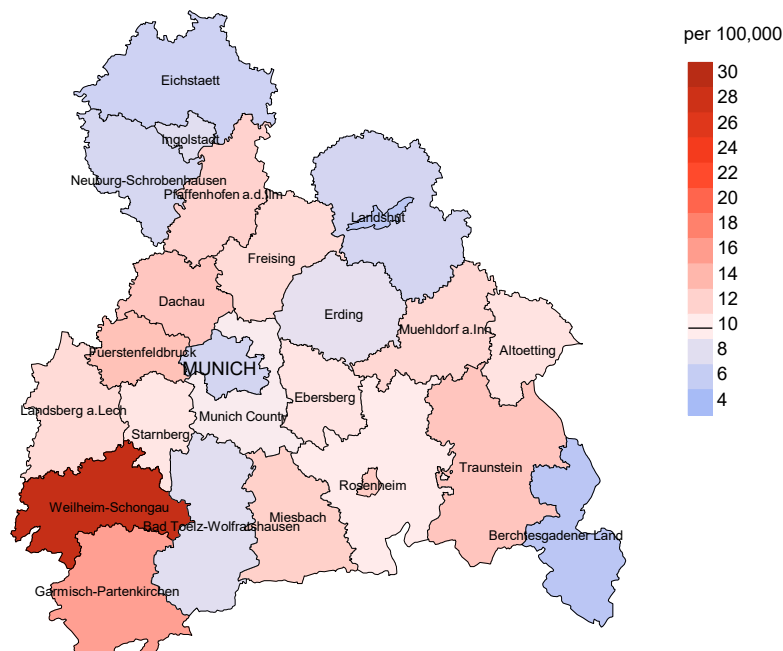 per 100,000
30
28
26
24
22
20
18
16
14
12
10
8
6
4
Eichstaett
Ingolstadt
Neuburg-Schrobenhausen
Pfaffenhofen a.d.Ilm
Landshut
Freising
Dachau
Erding
Muehldorf a.Inn
Altoetting
Fuerstenfeldbruck
MUNICH
Ebersberg
Landsberg a.Lech
Munich County
Starnberg
Traunstein
Rosenheim
Weilheim-Schongau
Miesbach
Bad Toelz-Wolfratshausen
Berchtesgadener Land
Garmisch-Partenkirchen